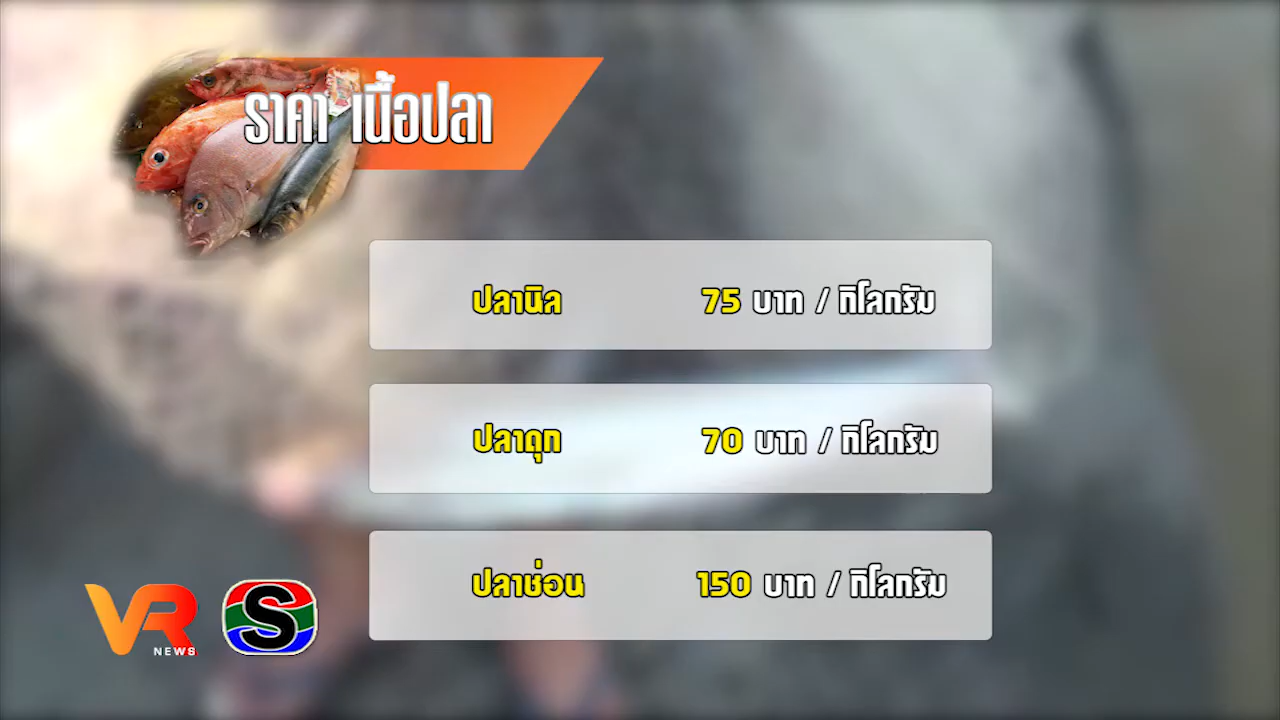 ราคา เนื้อปลา
ปลานิล 75 บาท / กิโลกรัม
ปลาดุก 70 บาท / กิโลกรัม
ปลาช่อน 150 บาท / กิโลกรัม
VR NEWS S